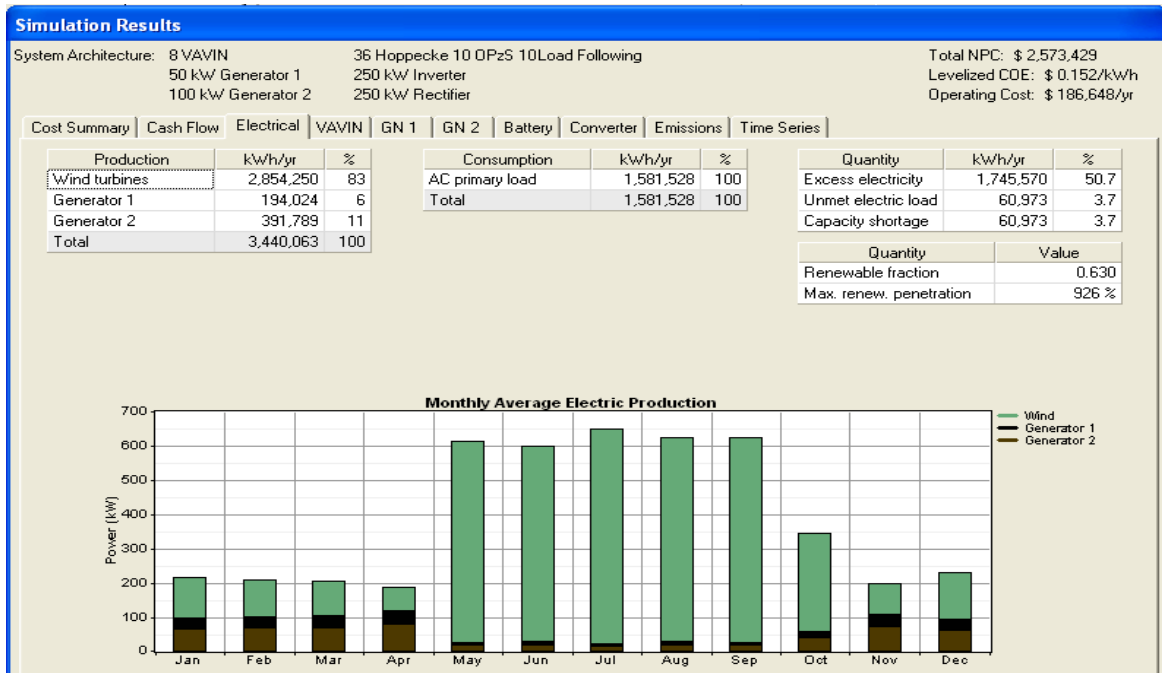 Simulation Results
System Architecture: 8 VAVIN 36 Hoppecke 10 OPzS 10Load Following Total NPC: $ 2,573,429
50 kW Generator 1 250 kW Inverter Levelized COE: $ 0.152/kWh
100 kW Generator 2 250 kW Rectifier Operating Cost: $ 186,648/yr
Cost Summary Cash Flow Electrical VAVIN GN 1 GN 2 Battery Converter Emissions Time Series
Production kWh/yr %
Wind turbines 2,854,250 83
Generator 1 194,024 6
Generator 2 391,789 11
Total 3,440,063 100
Consumption kWh/yr %
AC primary load 1,581,528 100
Total 1,581,528 100
Quantity kWh/yr %
Excess electricity 1,745,570 50.7
Unmet electric load 60,973 3.7
Capacity shortage 60,973 3.7
Quantity Value
Renewable fraction 0.630
Max. renew. penetration 926 %
Monthly Average Electric Production
Power (kW)
700
600
500
400
300
200
100
0
Jan Feb Mar Apr May Jun Jul Aug Sep Oct Nov Dec
Wind
Generator 1
Generator 2